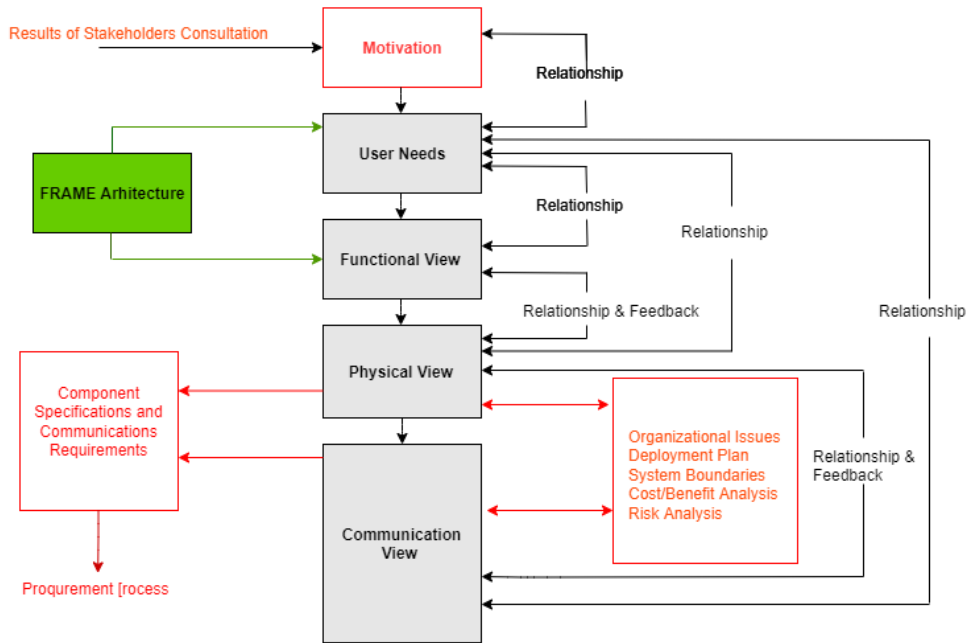 Results of Stakeholders Consultation
Motivation
Relationship
User Needs
FRAME Arhitecture
Relationship
Relationship
Functional View
Relationship & Feedback
Relationship
Physical View
Component
Specifications and
Communications
Requirements
Organizational Issues
Deployment Plan
System Boundaries
Cost/Benefit Analysis
Risk Analysis
Relationship &
Feedback
Communication
View
Proqurement [rocess